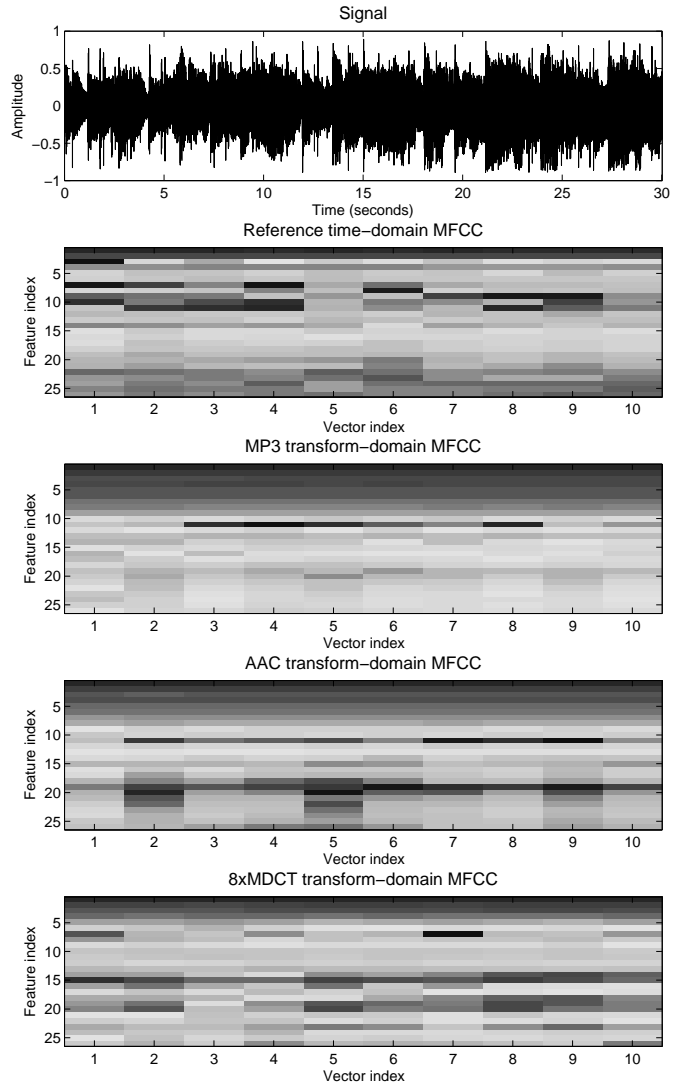 Signal
1
0.5
0
−0.5
−1
Amplitude
0 5 10 15 20 25 30
Time (seconds)
Reference time−domain MFCC
5
10
15
20
25
Feature index
1 2 3 4 5 6 7 8 9 10
Vector index
MP3 transform−domain MFCC
5
10
15
20
25
Feature index
1 2 3 4 5 6 7 8 9 10
Vector index
AAC transform−domain MFCC
5
10
15
20
25
Feature index
1 2 3 4 5 6 7 8 9 10
Vector index
8xMDCT transform−domain MFCC
5
10
15
20
25
Feature index
1 2 3 4 5 6 7 8 9 10
Vector index